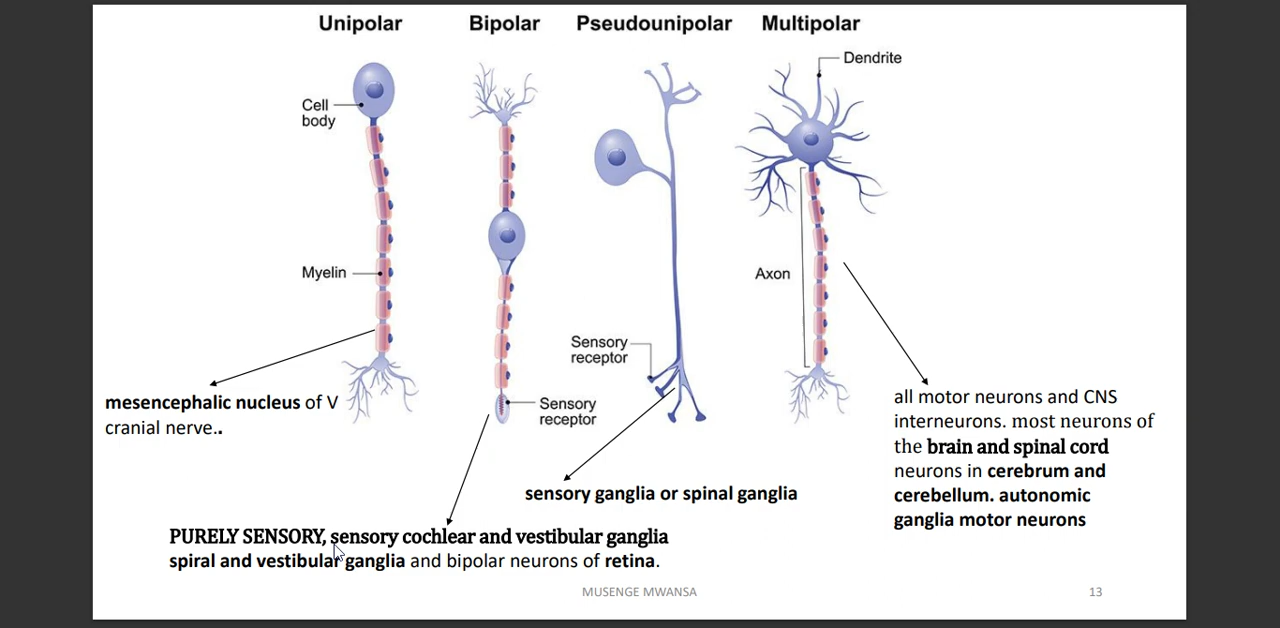 Unipolar
Bipolar
Pseudounipolar
Multipolar
Dendrite
Cell
body
Myelin
Axon
Sensory
receptor
Sensory
receptor
mesencephalic nucleus of V
cranial nerve..
all motor neurons and CNS
interneurons. most neurons of
the brain and spinal cord
neurons in cerebrum and
cerebellum. autonomic
ganglia motor neurons
sensory ganglia or spinal ganglia
PURELY SENSORY, sensory cochlear and vestibular ganglia
spiral and vestibular ganglia and bipolar neurons of retina.
MUSENGE MWANSA
13